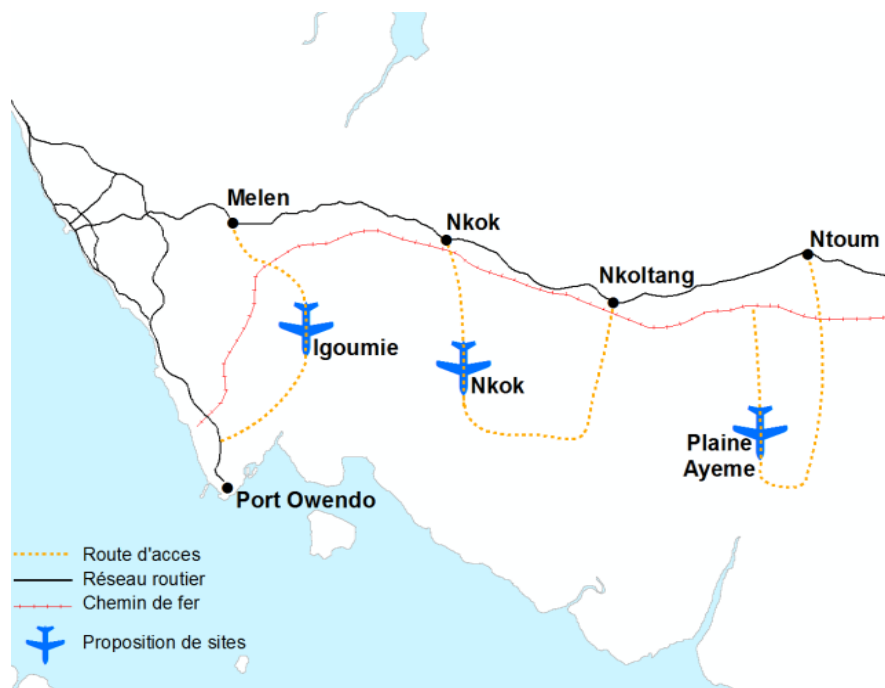 Melen
Nkok
Ntoum
Nkoltang
Igoumie
Nkok
Plaine
Ayeme
Port Owendo
Route d'acces
Réseau routier
Chemin de fer
Proposition de sites